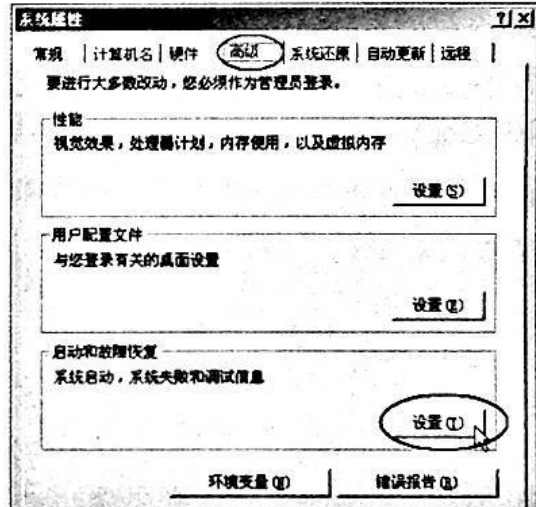 系统属性
常规 计算机名 硬件 高级 系统还原 自动更新 远程
要进行大多数改动，您必须作为管理员登录。
性能
视觉效果，处理器计划，内存使用，以及虚拟内存
设置(S)
用户配置文件
与您登录有关的桌面设置
设置(E)
启动和故障恢复
系统启动，系统失败和调试信息
设置(T)
环境变量(N) 错误报告(R)